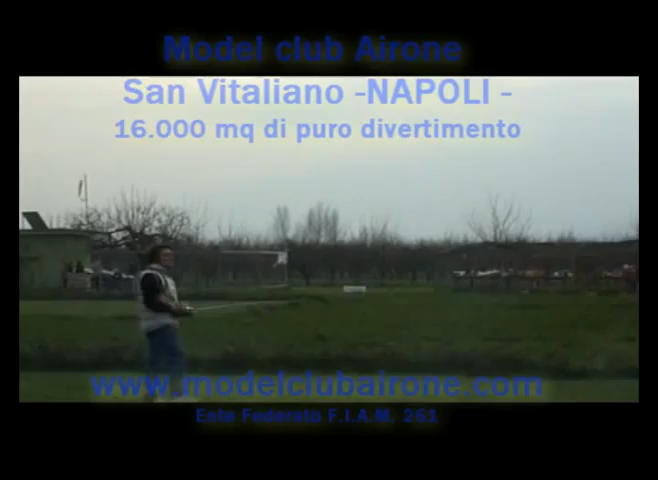 Model club Airone
San Vitaliano -NAPOLI -
16.000 mq di puro divertimento
www.modelclubairone.com
Ente Federato F.I.A.M. 261